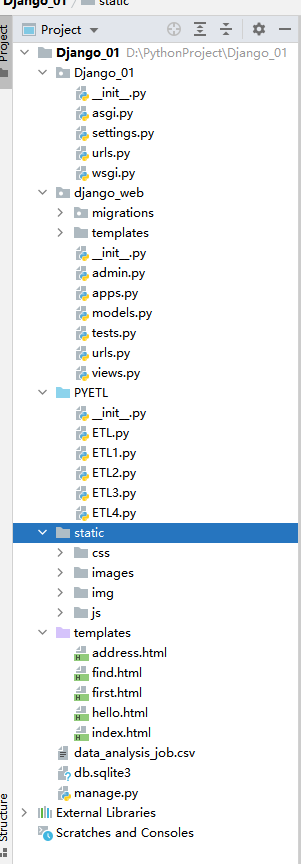 Django_01 / static
Project
Project
Django_01 D:\PythonProject\Django_01
Django_01
__init__.py
asgi.py
settings.py
urls.py
wsgi.py
django_web
migrations
templates
__init__.py
admin.py
apps.py
models.py
tests.py
urls.py
views.py
PYETL
__init__.py
ETL.py
ETL1.py
ETL2.py
ETL3.py
ETL4.py
static
css
images
img
js
templates
address.html
find.html
first.html
hello.html
index.html
data_analysis_job.csv
db.sqlite3
manage.py
External Libraries
Scratches and Consoles
Structure